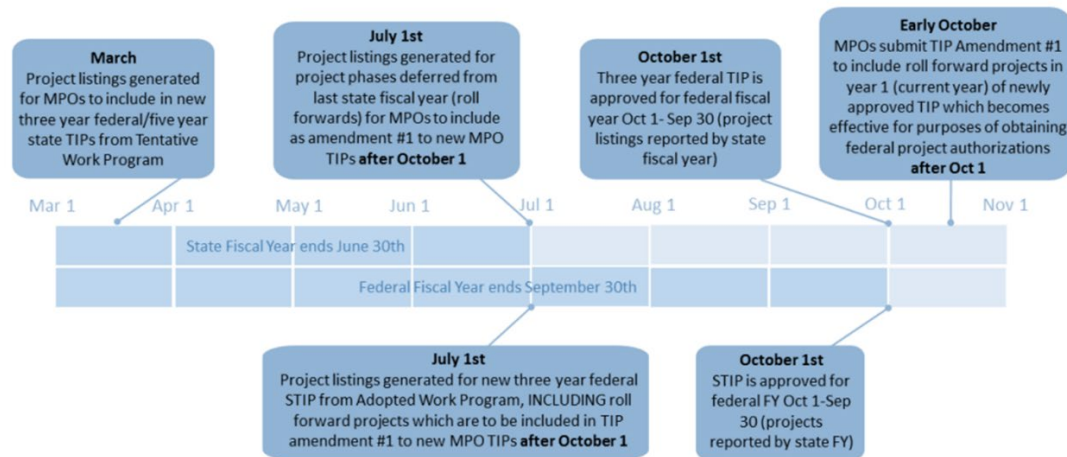 March
Project listings generated
for MPOs to include in new
three year federal/five year
state TIPs from Tentative
Work Program
July 1st
Project listings generated for
project phases deferred from
last state fiscal year (roll
forwards) for MPOs to include
as amendment #1 to new MPO
TIPs after October 1
October 1st
Three year federal TIP is
approved for federal fiscal
year Oct 1- Sep 30 (project
listings reported by state
fiscal year)
Early October
MPOs submit TIP Amendment #1
to include roll forward projects in
year 1 (current year) of newly
approved TIP which becomes
effective for purposes of obtaining
federal project authorizations
after Oct 1
Mar 1
Apr 1
May 1
Jun 1
Jul 1
Aug 1
Sep 1
Oct 1
Nov 1
State Fiscal Year ends June 30th
Federal Fiscal Year ends September 30th
July 1st
Project listings generated for new three year federal
STIP from Adopted Work Program, INCLUDING roll
forward projects which are to be included in TIP
amendment #1 to new MPO TIPs after October 1
October 1st
STIP is approved for
federal FY Oct 1-Sep
30 (projects
reported by state FY)